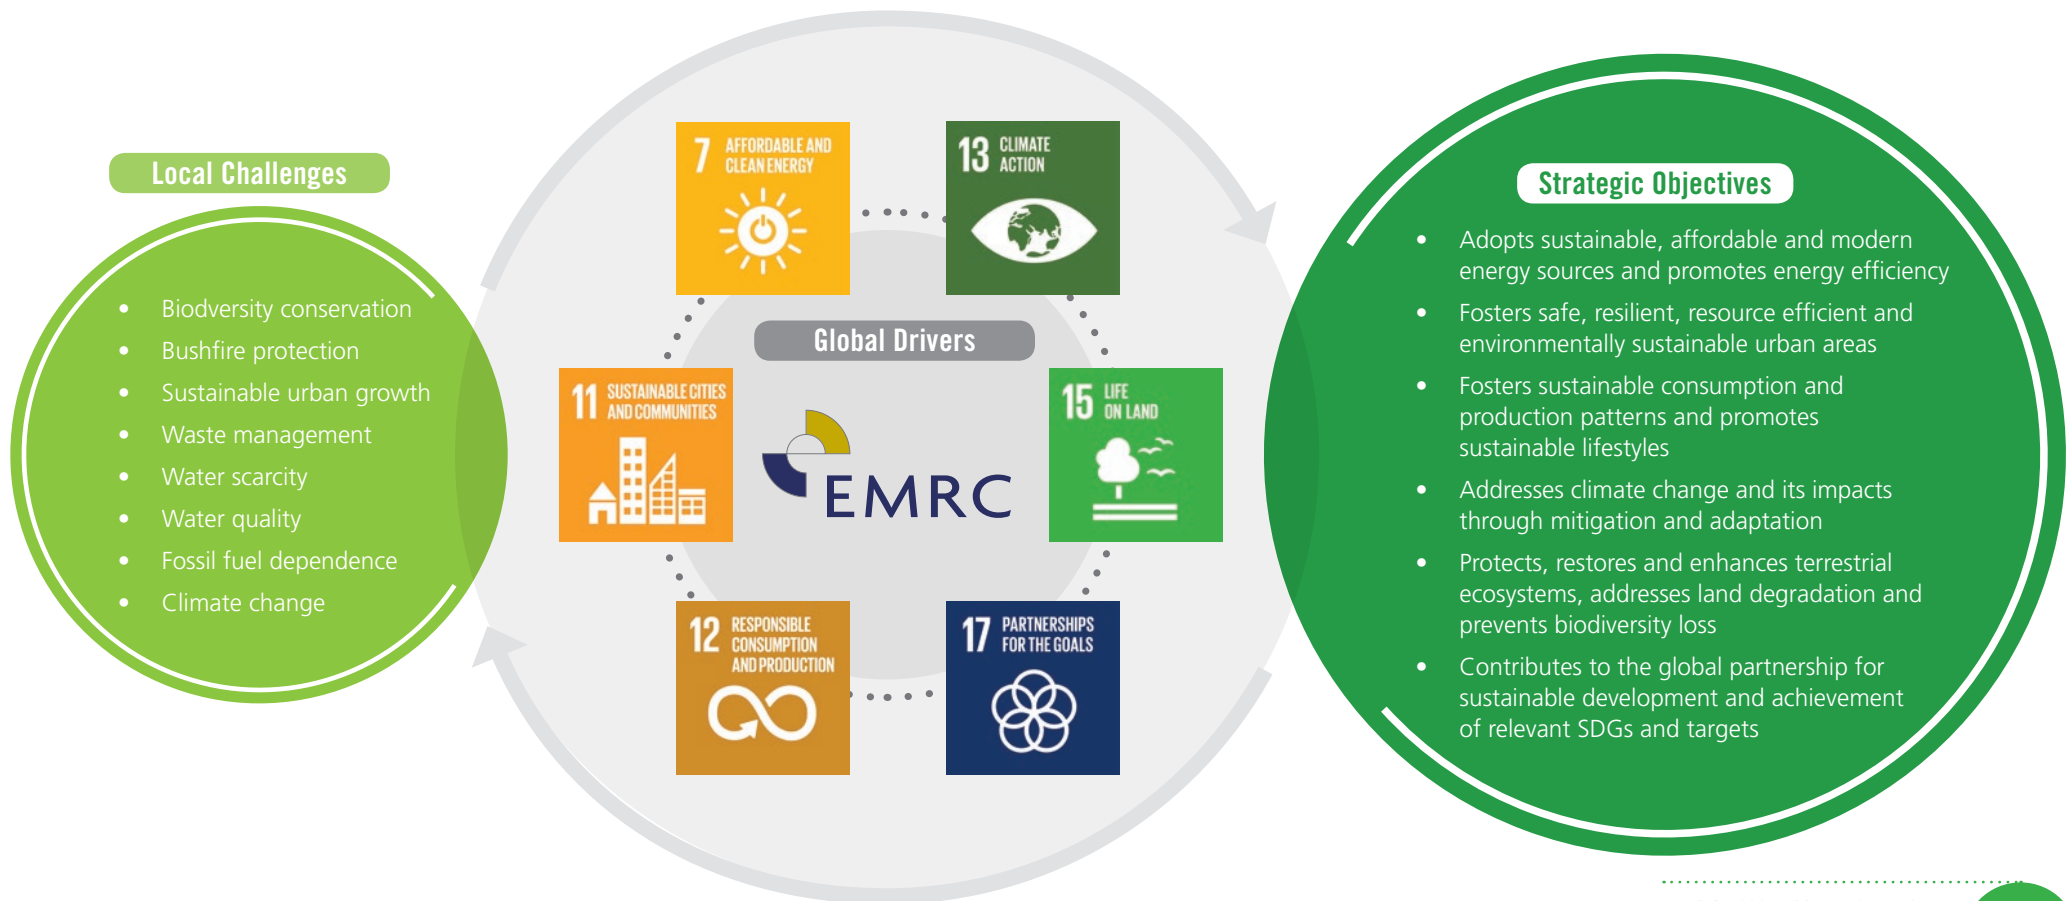 Local Challenges
• Biodversity conservation
• Bushfire protection
• Sustainable urban growth
• Waste management
• Water scarcity
• Water quality
• Fossil fuel dependence
• Climate change
7 AFFORDABLE AND
CLEAN ENERGY
13 CLIMATE
ACTION
Global Drivers
11 SUSTAINABLE CITIES
AND COMMUNITIES
EMRC
15 LIFE
ON LAND
12 RESPONSIBLE
CONSUMPTION
AND PRODUCTION
17 PARTNERSHIPS
FOR THE GOALS
Strategic Objectives
• Adopts sustainable, affordable and modern
energy sources and promotes energy efficiency
• Fosters safe, resilient, resource efficient and
environmentally sustainable urban areas
• Fosters sustainable consumption and
production patterns and promotes
sustainable lifestyles
• Addresses climate change and its impacts
through mitigation and adaptation
• Protects, restores and enhances terrestrial
ecosystems, addresses land degradation and
prevents biodiversity loss
• Contributes to the global partnership for
sustainable development and achievement
of relevant SDGs and targets